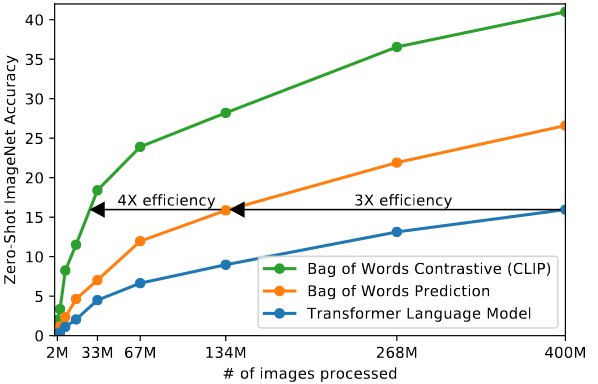 Zero-Shot ImageNet Accuracy
40
35
30
25
20
15
10
5
0
4X efficiency
3X efficiency
Bag of Words Contrastive (CLIP)
Bag of Words Prediction
Transformer Language Model
2M 33M 67M 134M 268M 400M
# of images processed